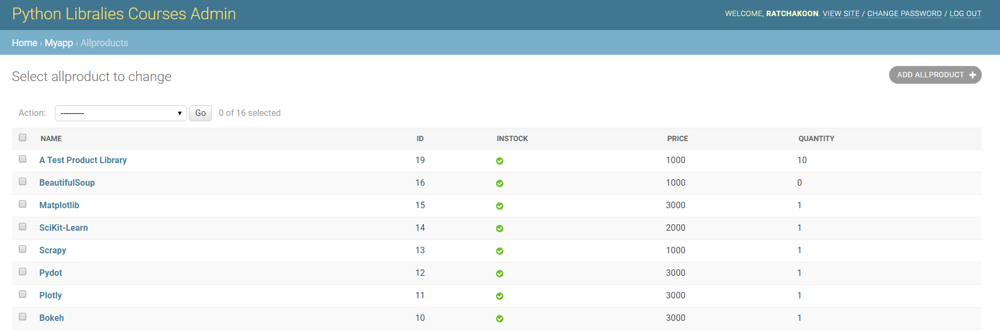 Python Libralies Courses Admin
WELCOME, RATCHAKOON. VIEW SITE / CHANGE PASSWORD / LOG OUT
Home › Myapp › Allproducts
Select allproduct to change
ADD ALLPRODUCT +
Action: --------- Go 0 of 16 selected
NAME ID INSTOCK PRICE QUANTITY
A Test Product Library 19 1000 10
BeautifulSoup 16 1000 0
Matplotlib 15 3000 1
SciKit-Learn 14 2000 1
Scrapy 13 1000 1
Pydot 12 3000 1
Plotly 11 3000 1
Bokeh 10 3000 1